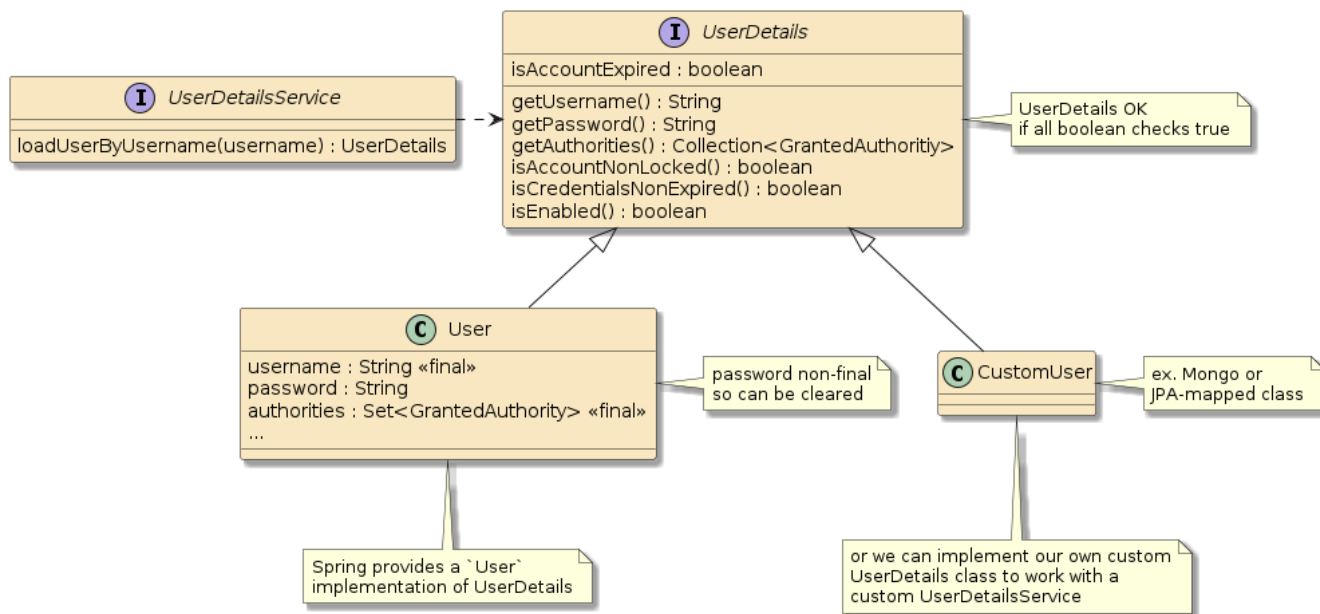 I UserDetails
isAccountExpired : boolean
getUsername() : String
getPassword() : String
getAuthorities() : Collection<GrantedAuthoritiy>
isAccountNonLocked() : boolean
isCredentialsNonExpired() : boolean
isEnabled() : boolean
I UserDetailsService
loadUserByUsername(username) : UserDetails
UserDetails OK
if all boolean checks true
C User
username : String «final»
password : String
authorities : Set<GrantedAuthority> «final»
...
password non-final
so can be cleared
C CustomUser
ex. Mongo or
JPA-mapped class
Spring provides a `User`
implementation of UserDetails
or we can implement our own custom
UserDetails class to work with a
custom UserDetailsService